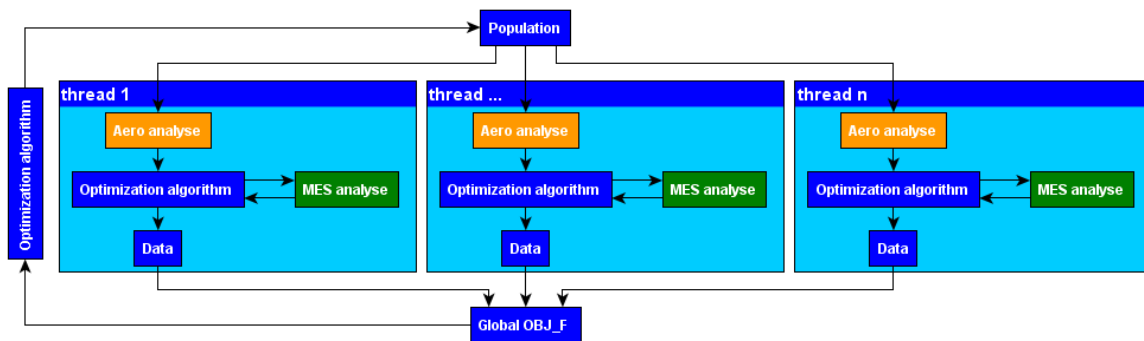 Population
Optimization algorithm
thread 1
Aero analyse
Optimization algorithm
MES analyse
Data
thread ...
Aero analyse
Optimization algorithm
MES analyse
Data
thread n
Aero analyse
Optimization algorithm
MES analyse
Data
Global OBJ_F